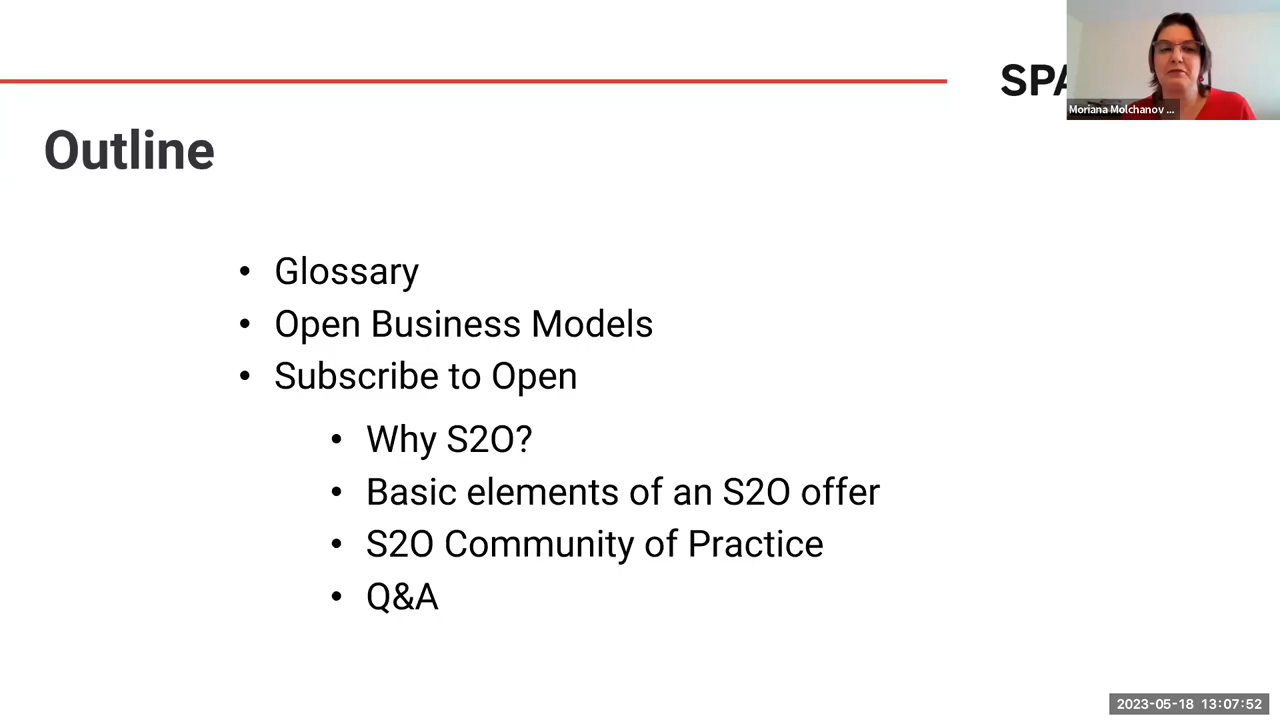 SPA
Moriana Molchanov ...
Outline
• Glossary
• Open Business Models
• Subscribe to Open
• Why S2O?
• Basic elements of an S2O offer
• S2O Community of Practice
• Q&A
2023-05-18 13:07:52